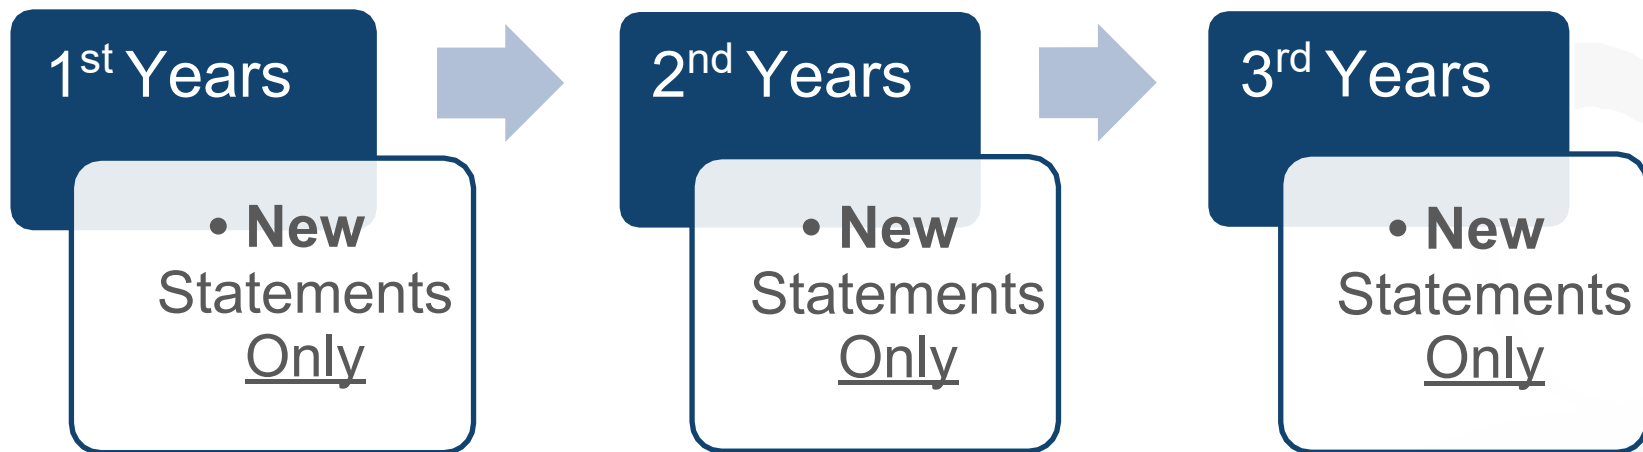 1st Years
• New
Statements
Only
2nd Years
• New
Statements
Only
3rd Years
• New
Statements
Only